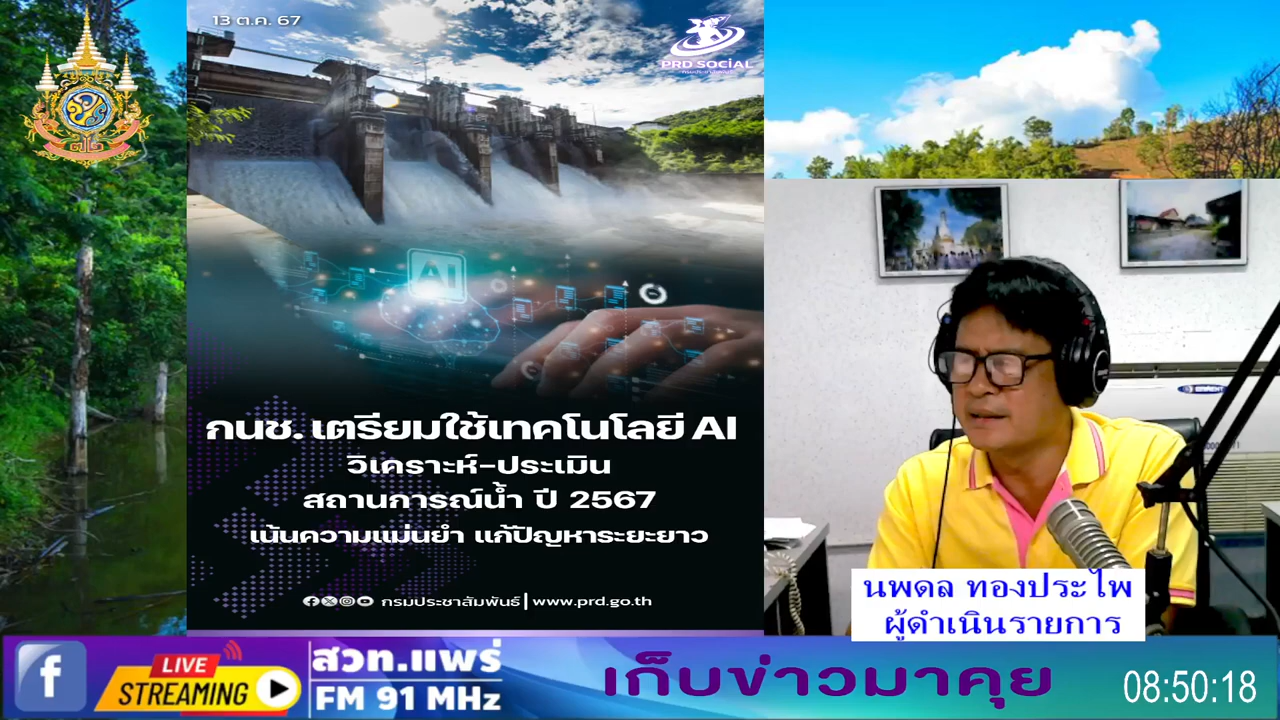 13 ต.ค. 67
PRD SOCIAL
AI
กนช. เตรียมใช้เทคโนโลยี AI
วิเคราะห์-ประเมิน
สถานการณ์น้ำ ปี 2567
เน้นความแม่นยำ แก้ปัญหาระยะยาว
กรมประชาสัมพันธ์ | www.prd.go.th
นพดล ทองประไพ
ผู้ดำเนินรายการ
f
LIVE
STREAMING
สวท.แพร่
FM 91 MHz
เก็บข่าวมาคุย
08:50:18